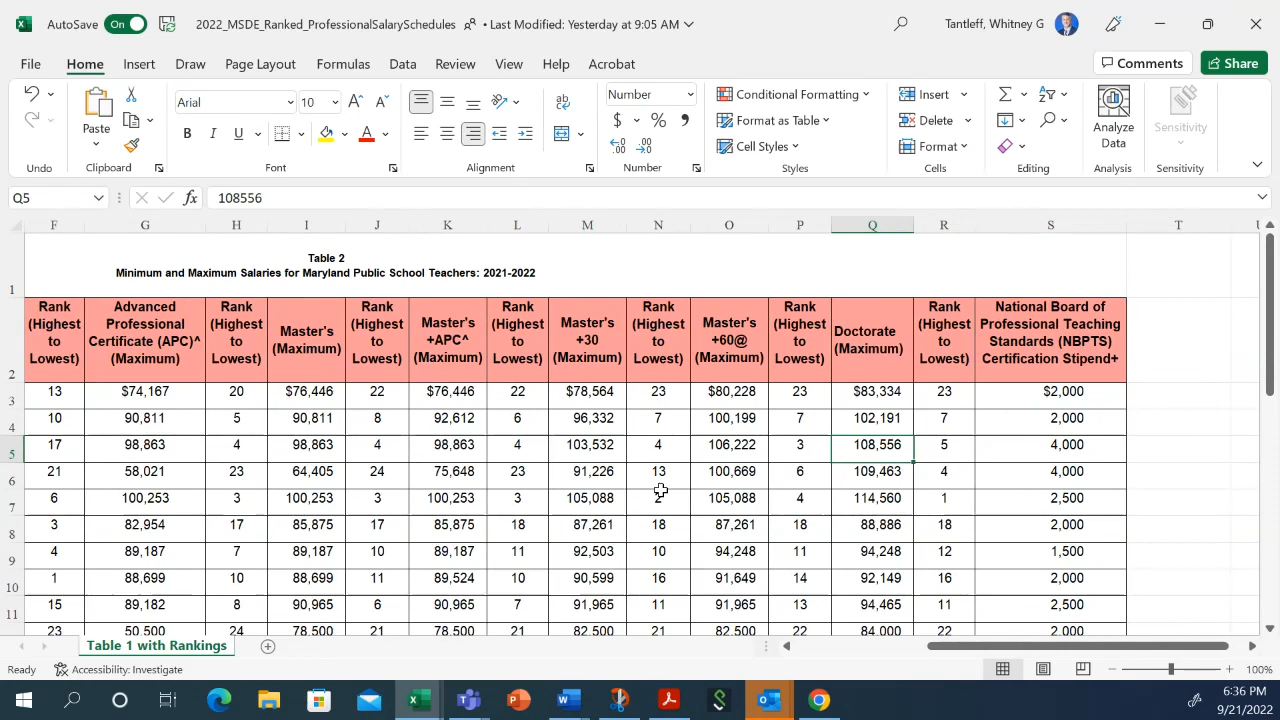 AutoSave On 2022_MSDE_Ranked_ProfessionalSalarySchedules • Last Modified: Yesterday at 9:05 AM Tantleff, Whitney G
File Home Insert Draw Page Layout Formulas Data Review View Help Acrobat Comments Share
Paste Arial 10 Number Conditional Formatting Insert Analyze Data Sensitivity
B I U $ % Format as Table Delete
Cell Styles Format
Undo Clipboard Font Alignment Number Styles Cells Editing Analysis Sensitivity
Q5 fx 108556
F G H I J K L M N O P Q R S T
1 Table 2
Minimum and Maximum Salaries for Maryland Public School Teachers: 2021-2022
2 Rank (Highest to Lowest) Advanced Professional Certificate (APC)^ (Maximum) Rank (Highest to Lowest) Master's (Maximum) Rank (Highest to Lowest) Master's +APC^ (Maximum) Rank (Highest to Lowest) Master's +30 (Maximum) Rank (Highest to Lowest) Master's +60@ (Maximum) Rank (Highest to Lowest) Doctorate (Maximum) Rank (Highest to Lowest) National Board of Professional Teaching Standards (NBPTS) Certification Stipend+
3 13 $74,167 20 $76,446 22 $76,446 22 $78,564 23 $80,228 23 $83,334 23 $2,000
4 10 90,811 5 90,811 8 92,612 6 96,332 7 100,199 7 102,191 7 2,000
5 17 98,863 4 98,863 4 98,863 4 103,532 4 106,222 3 108,556 5 4,000
6 21 58,021 23 64,405 24 75,648 23 91,226 13 100,669 6 109,463 4 4,000
7 6 100,253 3 100,253 3 100,253 3 105,088 2 105,088 4 114,560 1 2,500
8 3 82,954 17 85,875 17 85,875 18 87,261 18 87,261 18 88,886 18 2,000
9 4 89,187 7 89,187 10 89,187 11 92,503 10 94,248 11 94,248 12 1,500
10 1 88,699 10 88,699 11 89,524 10 90,599 16 91,649 14 92,149 16 2,000
11 15 89,182 8 90,965 6 90,965 7 91,965 11 91,965 13 94,465 11 2,500
23 50,500 24 78,500 21 78,500 21 82,500 21 82,500 22 84,000 22 2,000
Table 1 with Rankings
Ready Accessibility: Investigate 100%
6:36 PM
9/21/2022